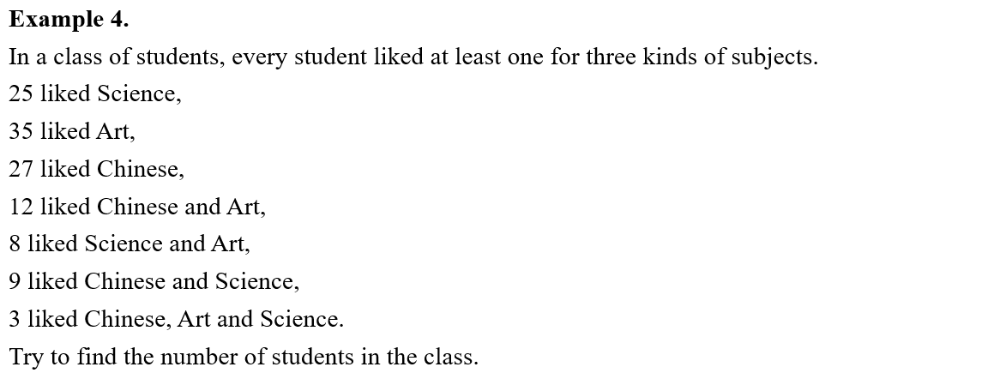 Example 4.
In a class of students, every student liked at least one for three kinds of subjects.
25 liked Science,
35 liked Art,
27 liked Chinese,
12 liked Chinese and Art,
8 liked Science and Art,
9 liked Chinese and Science,
3 liked Chinese, Art and Science.
Try to find the number of students in the class.